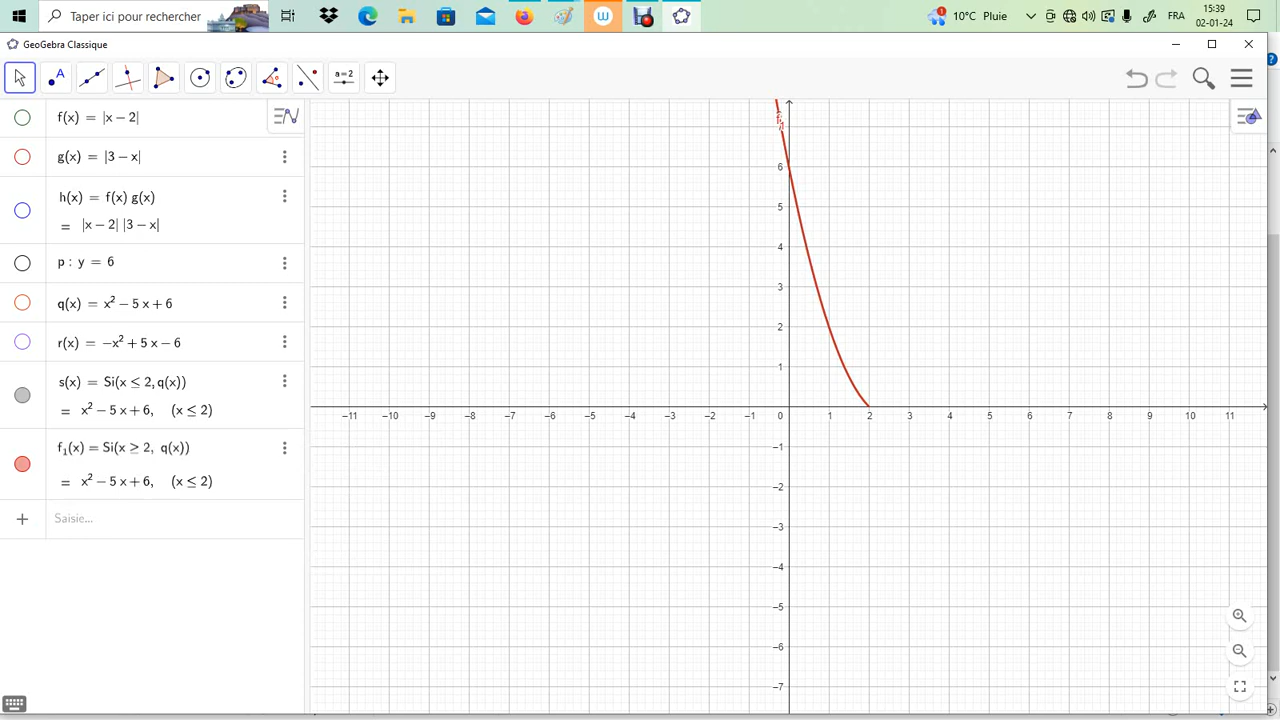 Taper ici pour rechercher
1
10°C Pluie
FRA
15:39
02-01-24
GeoGebra Classique
A
a = 2
f(x) = |x − 2|
g(x) = |3 − x|
h(x) = f(x) g(x)
= |x − 2| |3 − x|
p : y = 6
q(x) = x² − 5 x + 6
r(x) = −x² + 5 x − 6
s(x) = Si(x ≤ 2, q(x))
= x² − 5 x + 6, (x ≤ 2)
f₁(x) = Si(x ≥ 2, q(x))
= x² − 5 x + 6, (x ≤ 2)
+ Saisie...
6
5
4
3
2
1
−11 −10 −9 −8 −7 −6 −5 −4 −3 −2 −1 0 1 2 3 4 5 6 7 8 9 10 11
−1
−2
−3
−4
−5
−6
−7